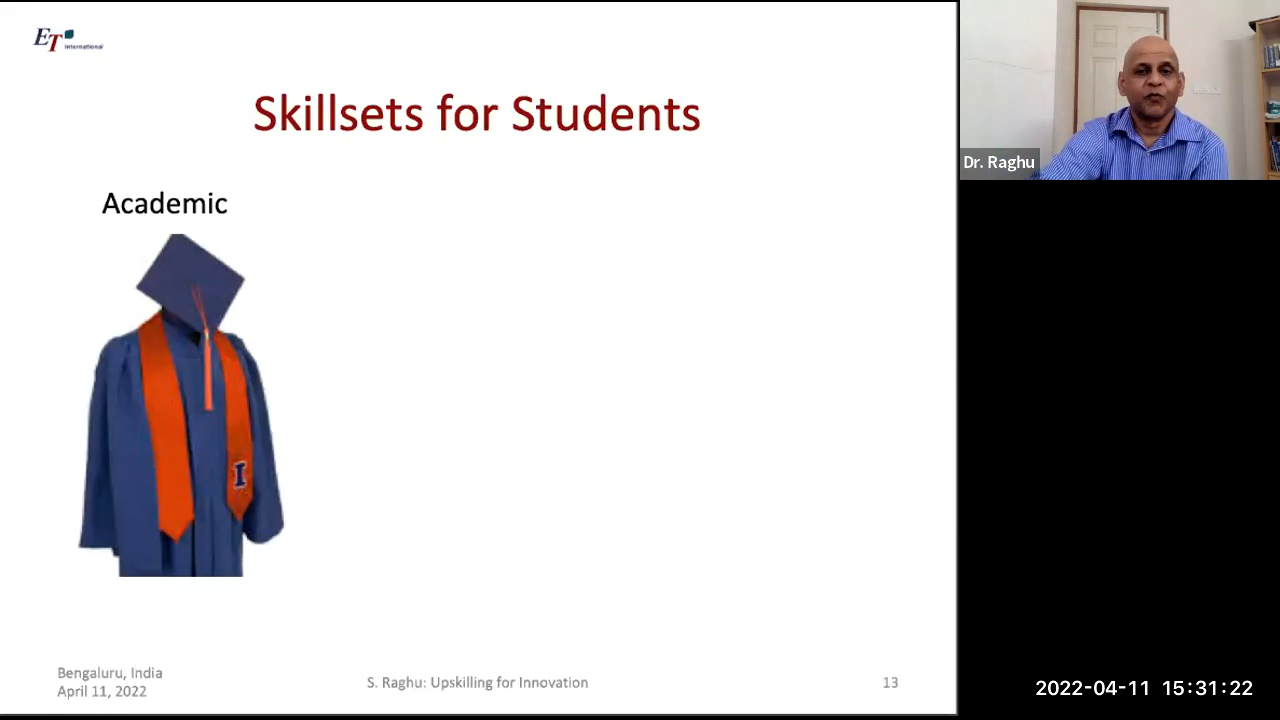 ET International
Skillsets for Students
Academic
I
Bengaluru, India
April 11, 2022
S. Raghu: Upskilling for Innovation
13
Dr. Raghu
2022-04-11 15:31:22